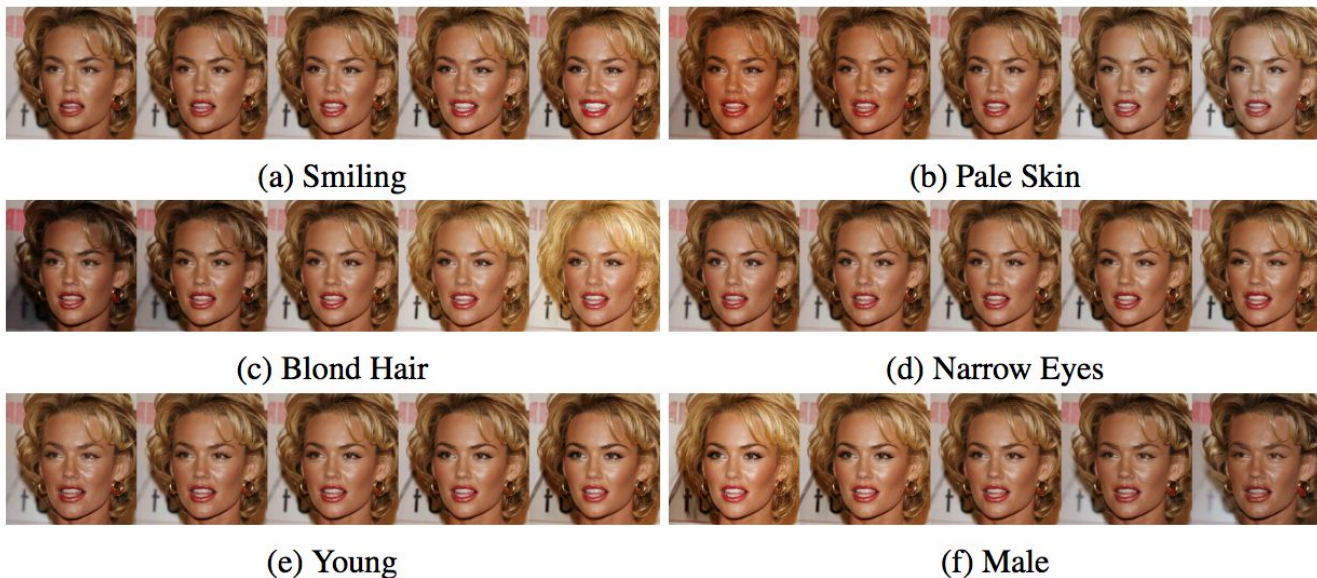 (a) Smiling
(b) Pale Skin
(c) Blond Hair
(d) Narrow Eyes
(e) Young
(f) Male